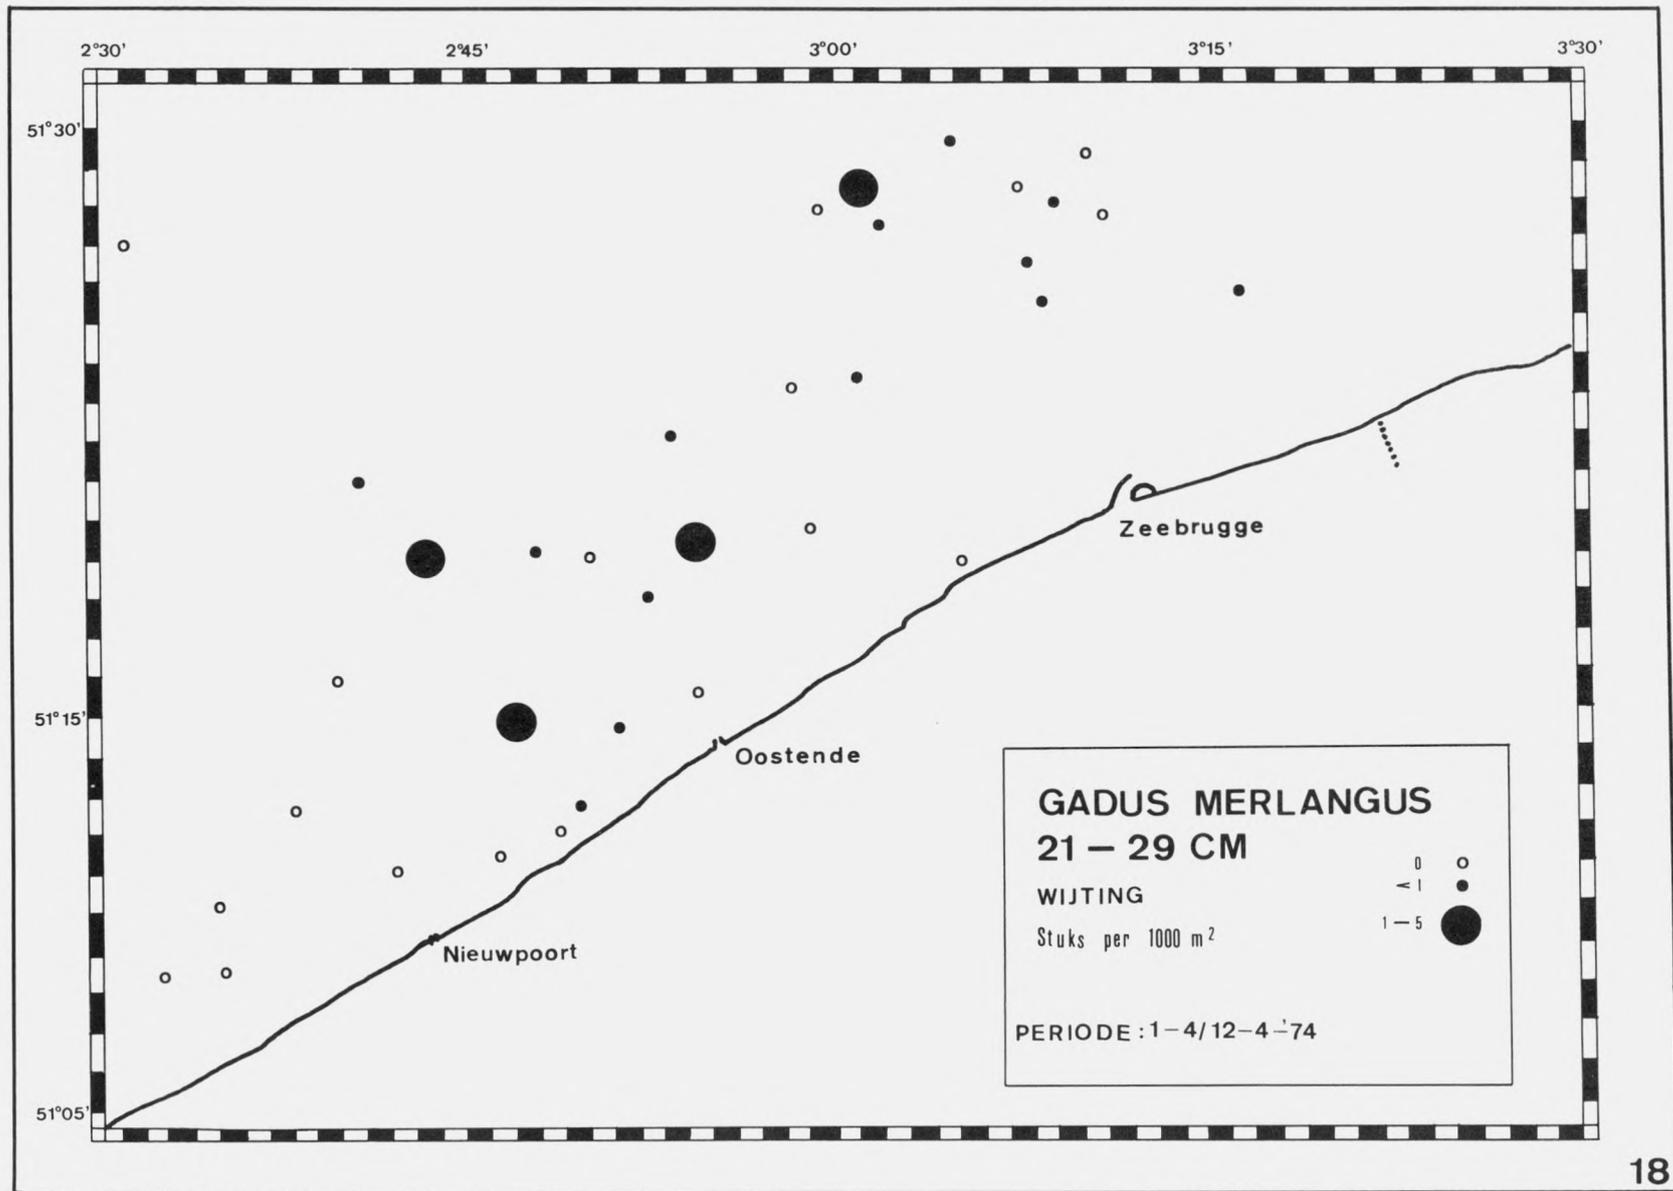 2°30' 2°45' 3°00' 3°15' 3°30'
51°30'
51°15'
51°05'
Zeebrugge
Oostende
Nieuwpoort
GADUS MERLANGUS
21 – 29 CM
WIJTING
Stuks per 1000 m²
0
< 1
1 – 5
PERIODE : 1–4/12–4–'74
18